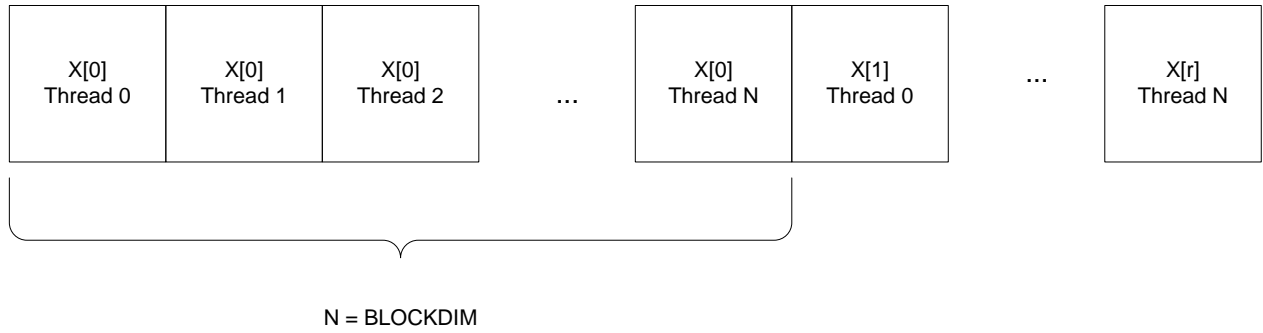 X[0]
Thread 0
X[0]
Thread 1
X[0]
Thread 2
...
X[0]
Thread N
X[1]
Thread 0
...
X[r]
Thread N
N = BLOCKDIM